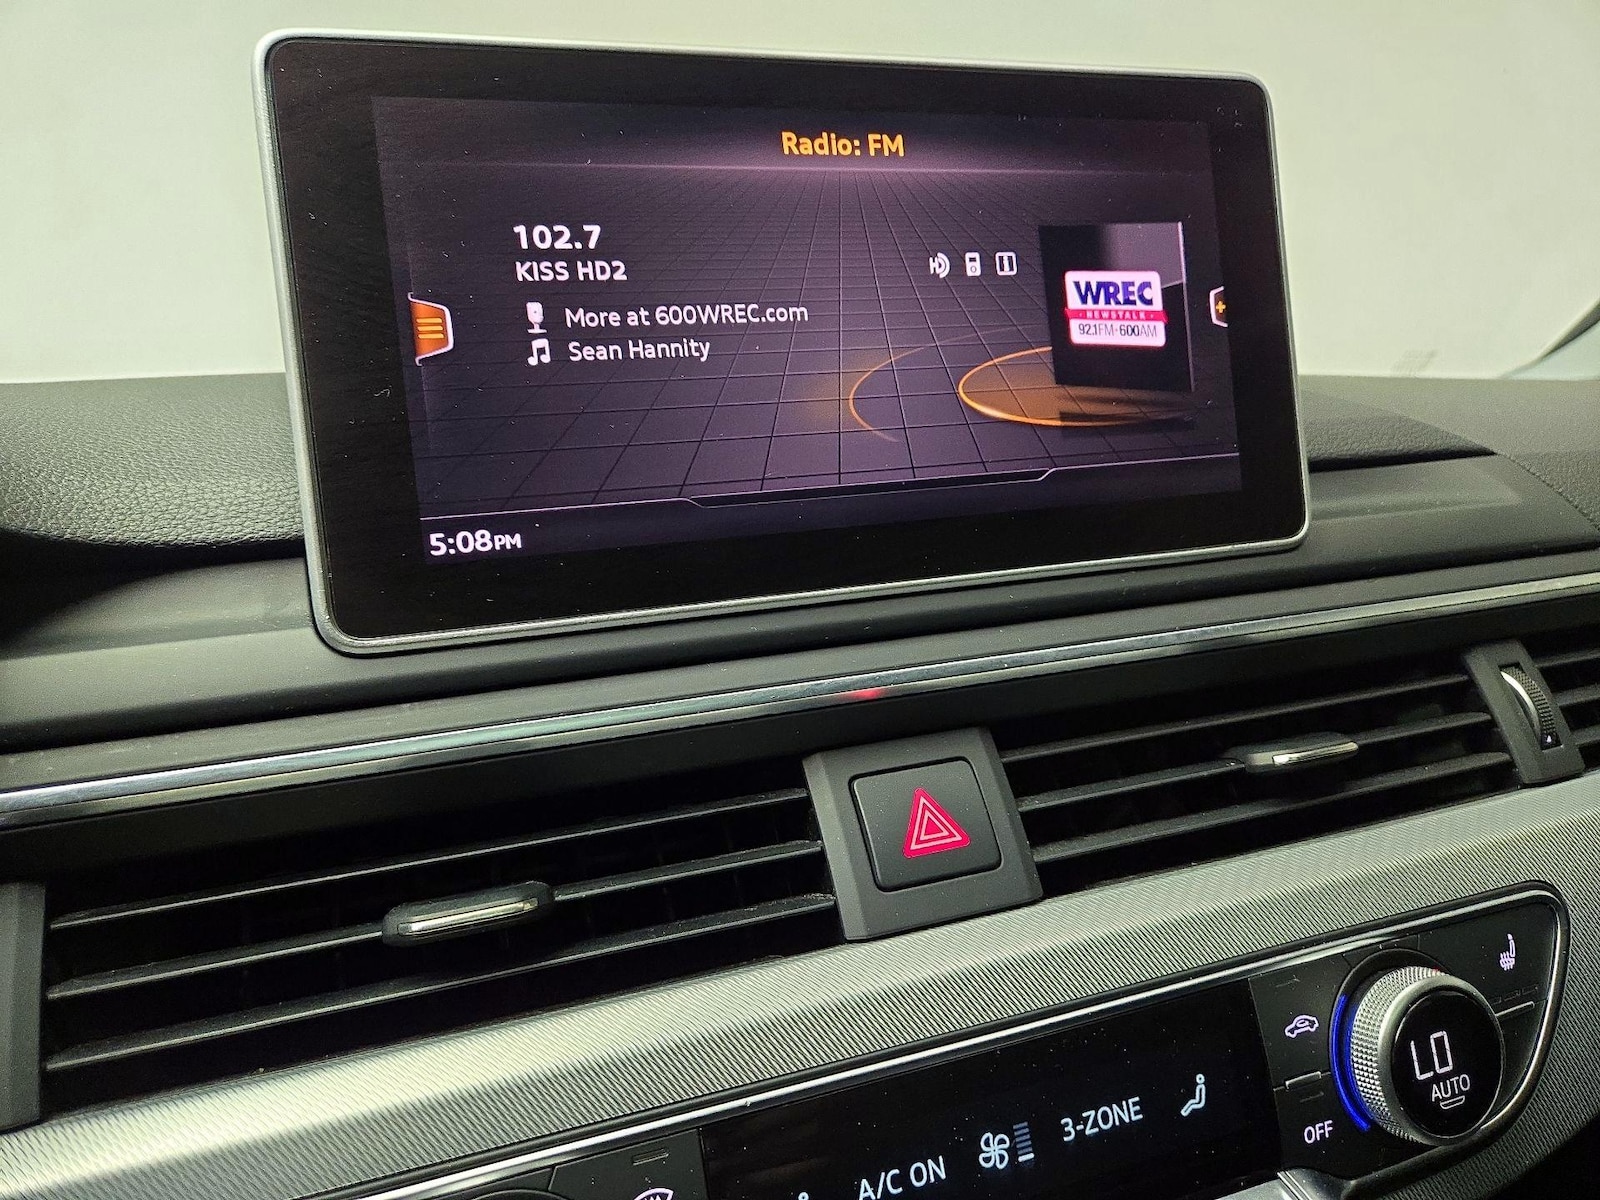 Radio: FM
102.7
KISS HD2
More at 600WREC.com
Sean Hannity
WREC
NEWSTALK
92.1FM·600AM
5:08PM
LO
AUTO
OFF
3-ZONE
A/C ON